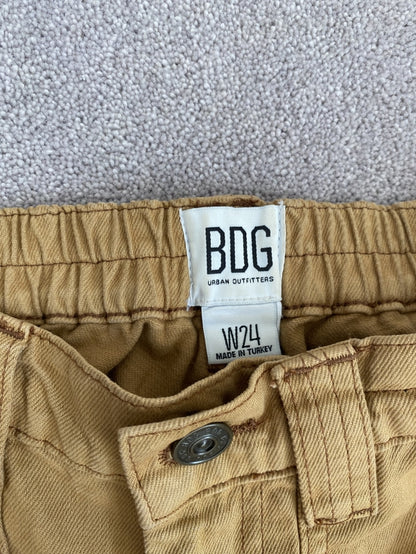 BDG
URBAN OUTFITTERS
W24
MADE IN TURKEY